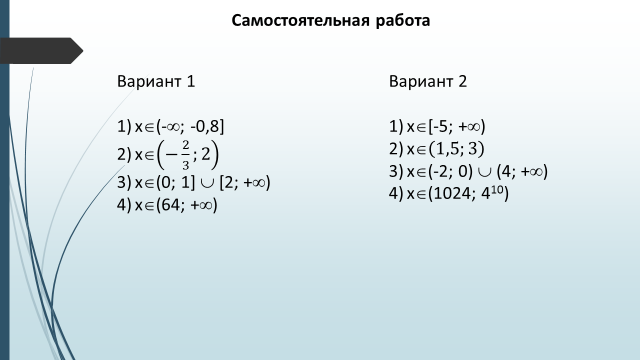 Самостоятельная работа
Вариант 1
1) x∈(-∞; -0,8]
2) x∈(−2/3; 2)
3) x∈(0; 1] ∪ [2; +∞)
4) x∈(64; +∞)
Вариант 2
1) x∈[-5; +∞)
2) x∈(1,5; 3)
3) x∈(-2; 0) ∪ (4; +∞)
4) x∈(1024; 4¹⁰)